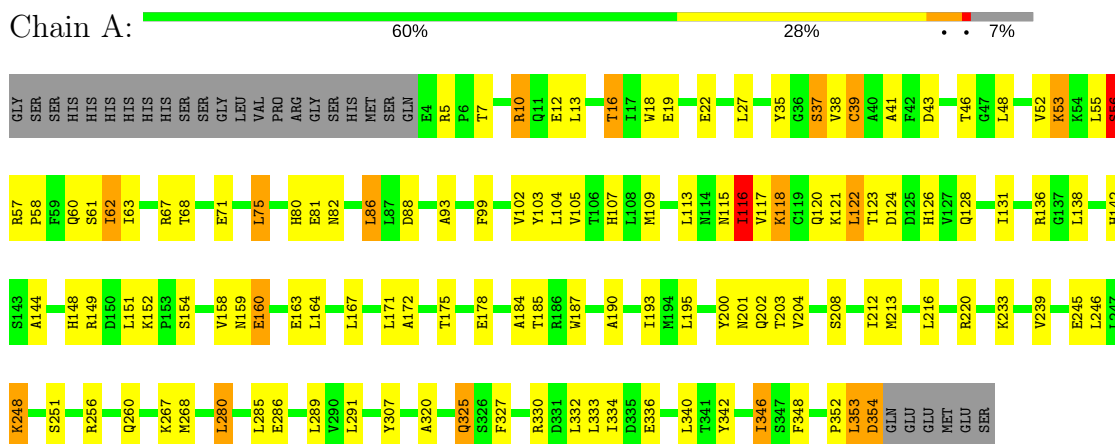 Chain A:
60% 28% • • 7%
GLY SER SER HIS HIS HIS HIS HIS HIS SER SER GLY LEU VAL PRO ARG GLY SER HIS MET SER GLN E4 R5 P6 T7 R10 Q11 E12 L13 T16 I17 W18 E19 E22 L27 Y35 G36 S37 V38 C39 A40 A41 F42 D43 T46 G47 L48 V52 K53 K54 L55 S56
R57 P58 F59 Q60 S61 I62 I63 R67 T68 E71 L75 H80 E81 N82 L86 L87 D88 A93 F99 V102 Y103 L104 V105 T106 H107 L108 M109 L113 N114 N115 I116 V117 K118 C119 Q120 K121 L122 T123 D124 D125 H126 V127 Q128 I131 R136 G137 L138 H142
S143 A144 H148 R149 D150 L151 K152 P153 S154 V158 N159 E160 E163 L164 L167 L171 A172 T175 E178 A184 T185 R186 W187 A190 I193 M194 L195 Y200 N201 Q202 T203 V204 S208 I212 M213 L216 R220 K233 V239 E245 L246 L247
K248 S251 R256 Q260 K267 M268 L280 L285 E286 L289 V290 L291 Y307 A320 Q325 S326 F327 R330 D331 L332 L333 L334 D335 E336 L340 T341 Y342 I346 S347 F348 P352 L353 D354 GLN GLU GLU MET GLU SER